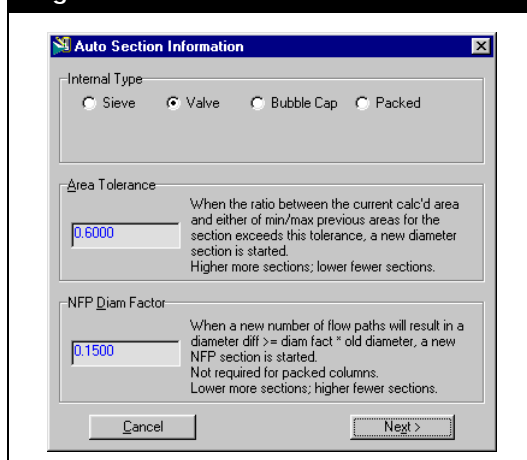 Auto Section Information
Internal Type
Sieve Valve Bubble Cap Packed
Area Tolerance
0.6000
When the ratio between the current calc'd area
and either of min/max previous areas for the
section exceeds this tolerance, a new diameter
section is started.
Higher more sections; lower fewer sections.
NFP Diam Factor
0.1500
When a new number of flow paths will result in a
diameter diff >= diam fact * old diameter, a new
NFP section is started.
Not required for packed columns.
Lower more sections; higher fewer sections.
Cancel Next >